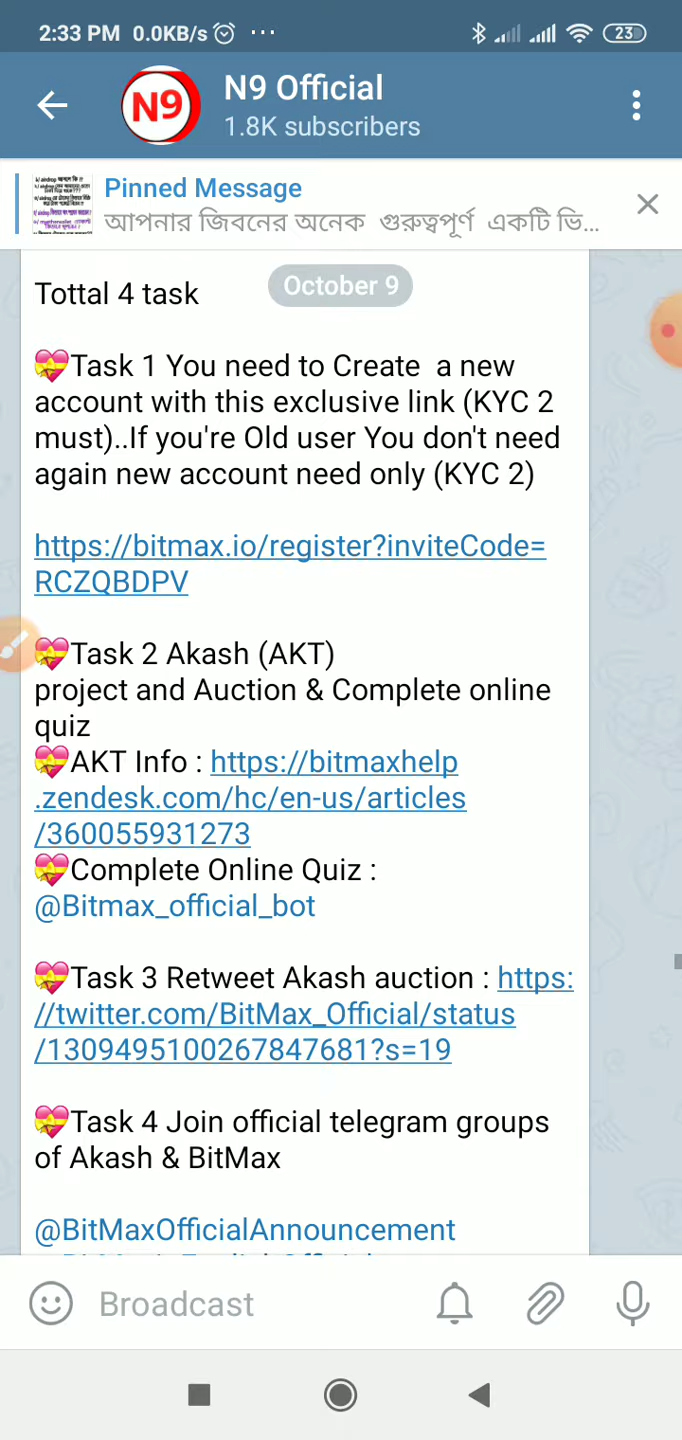 2:33 PM 0.0KB/s ... 23
N9
N9 Official
1.8K subscribers
Pinned Message
আপনার জিবনের অনেক গুরুত্বপূর্ণ একটি ভি...
October 9
Tottal 4 task
💝Task 1 You need to Create a new
account with this exclusive link (KYC 2
must)..If you're Old user You don't need
again new account need only (KYC 2)
https://bitmax.io/register?inviteCode=
RCZQBDPV
💝Task 2 Akash (AKT)
project and Auction & Complete online
quiz
💝AKT Info : https://bitmaxhelp
.zendesk.com/hc/en-us/articles
/360055931273
💝Complete Online Quiz :
@Bitmax_official_bot
💝Task 3 Retweet Akash auction : https:
//twitter.com/BitMax_Official/status
/1309495100267847681?s=19
💝Task 4 Join official telegram groups
of Akash & BitMax
@BitMaxOfficialAnnouncement
Broadcast